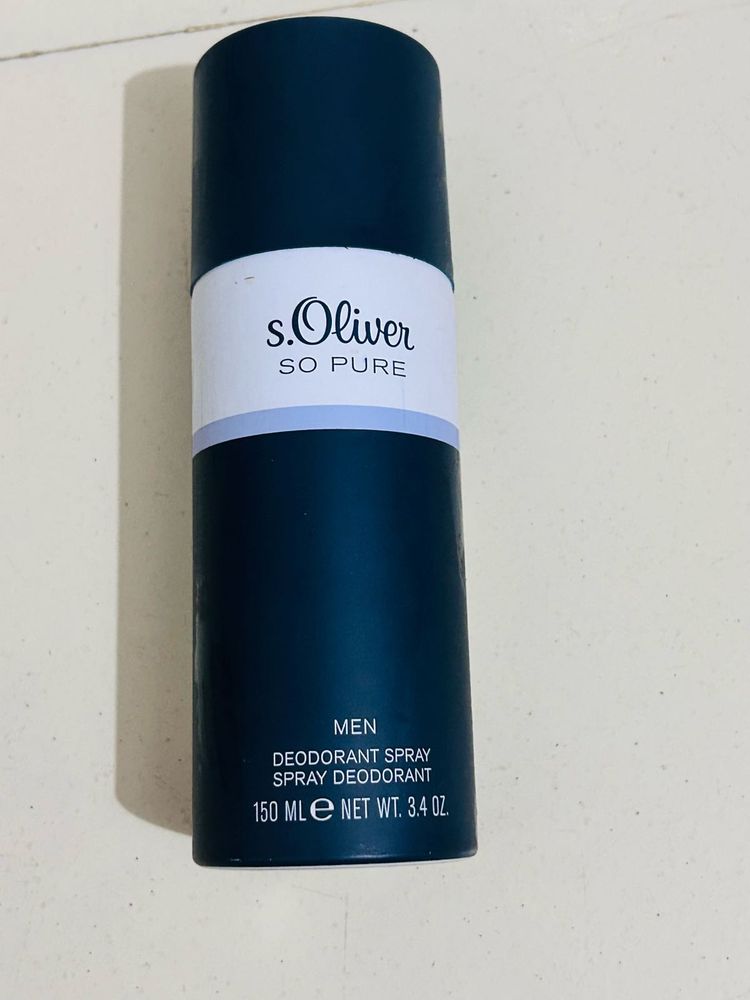 s.Oliver
SO PURE
MEN
DEODORANT SPRAY
SPRAY DEODORANT
150 ML ℮ NET WT. 3.4 OZ.